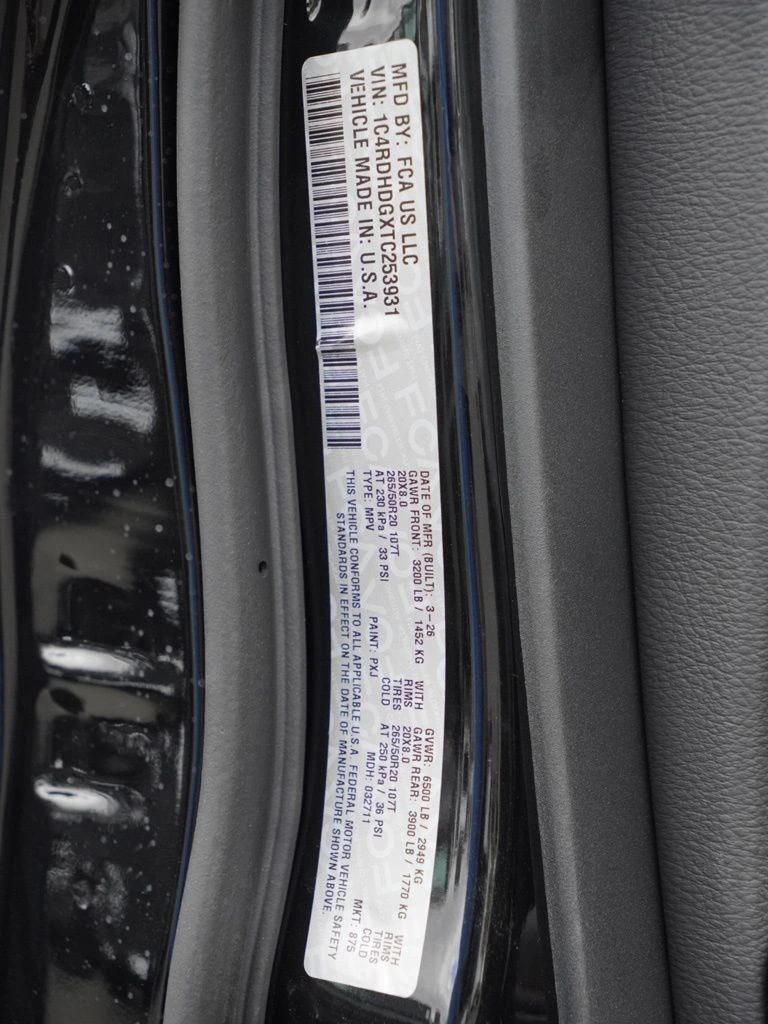 MFD BY: FCA US LLC
VIN: 1C4RDHDGXTC253931
VEHICLE MADE IN: U.S.A.
DATE OF MFR (BUILT): 3-26 GVWR: 6500 LB / 2949 KG
GAWR FRONT: 3200 LB / 1452 KG WITH GAWR REAR: 3900 LB / 1770 KG WITH
20X8.0 RIMS 20X8.0 RIMS
265/50R20 107T TIRES 265/50R20 107T TIRES
AT 230 kPa / 33 PSI COLD AT 250 kPa / 36 PSI COLD
TYPE: MPV PAINT: PXJ MDH: 032711 MKT: 875
THIS VEHICLE CONFORMS TO ALL APPLICABLE U.S.A. FEDERAL MOTOR VEHICLE SAFETY
STANDARDS IN EFFECT ON THE DATE OF MANUFACTURE SHOWN ABOVE.